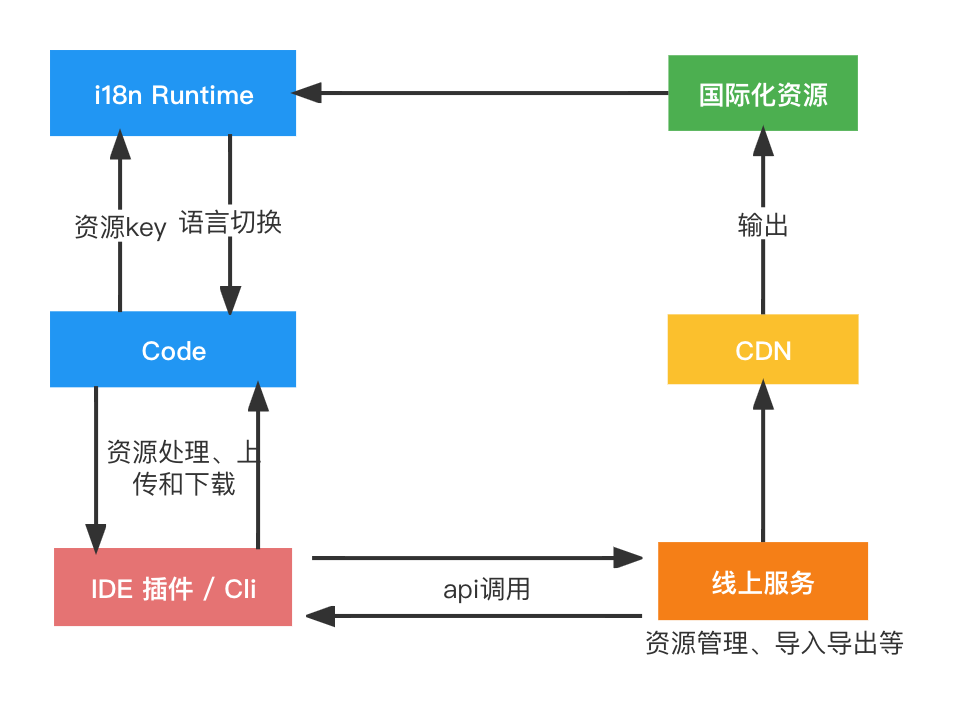 i18n Runtime
国际化资源
资源key
语言切换
输出
Code
CDN
资源处理、上
传和下载
IDE 插件 / Cli
api调用
线上服务
资源管理、导入导出等